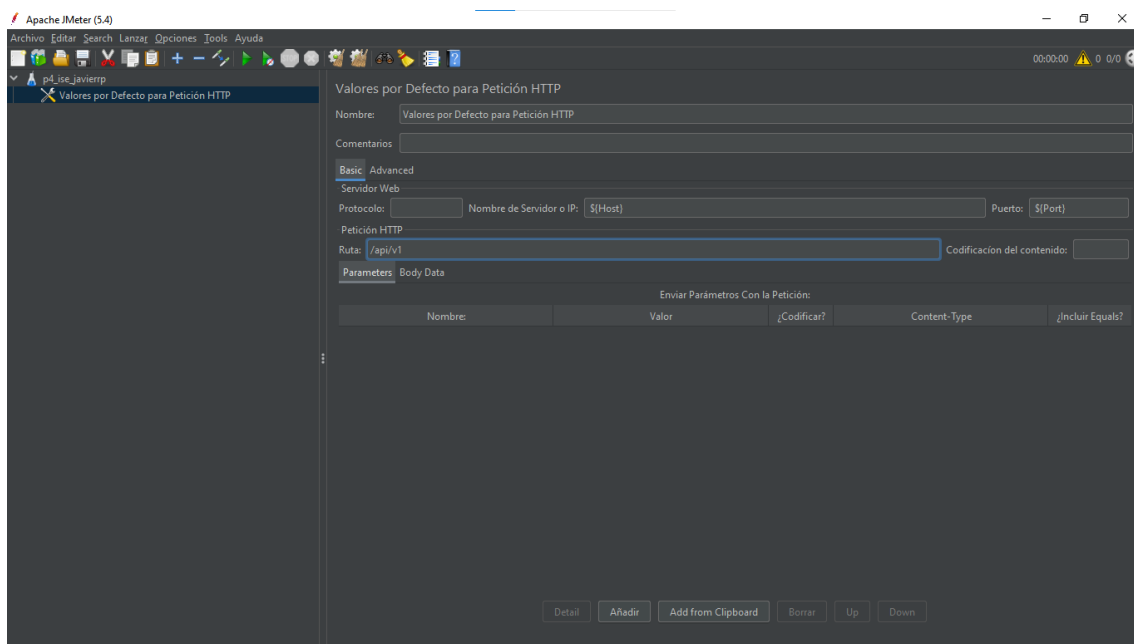 Apache JMeter (5.4)
Archivo Editar Search Lanzar Opciones Tools Ayuda
00:00:00 0 0/0
p4_ise_javierrp
Valores por Defecto para Petición HTTP
Valores por Defecto para Petición HTTP
Nombre: Valores por Defecto para Petición HTTP
Comentarios
Basic Advanced
Servidor Web
Protocolo: Nombre de Servidor o IP: ${Host} Puerto: ${Port}
Petición HTTP
Ruta: /api/v1 Codificacíon del contenido:
Parameters Body Data
Enviar Parámetros Con la Petición:
Nombre: Valor ¿Codificar? Content-Type ¿Incluir Equals?
Detail Añadir Add from Clipboard Borrar Up Down